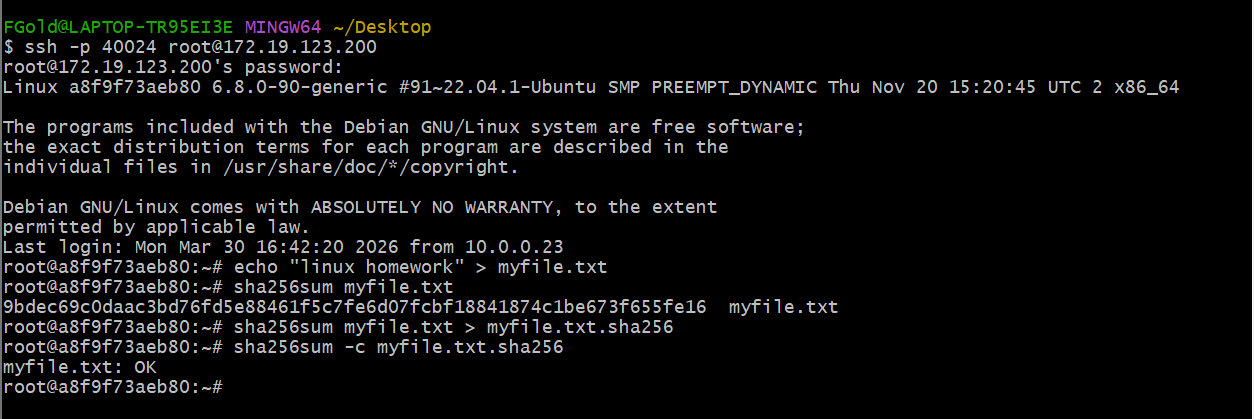 FGold@LAPTOP-TR95EI3E MINGW64 ~/Desktop
$ ssh -p 40024 root@172.19.123.200
root@172.19.123.200's password:
Linux a8f9f73aeb80 6.8.0-90-generic #91~22.04.1-Ubuntu SMP PREEMPT_DYNAMIC Thu Nov 20 15:20:45 UTC 2 x86_64

The programs included with the Debian GNU/Linux system are free software;
the exact distribution terms for each program are described in the
individual files in /usr/share/doc/*/copyright.

Debian GNU/Linux comes with ABSOLUTELY NO WARRANTY, to the extent
permitted by applicable law.
Last login: Mon Mar 30 16:42:20 2026 from 10.0.0.23
root@a8f9f73aeb80:~# echo "linux homework" > myfile.txt
root@a8f9f73aeb80:~# sha256sum myfile.txt
9bdec69c0daac3bd76fd5e88461f5c7fe6d07fcbf18841874c1be673f655fe16  myfile.txt
root@a8f9f73aeb80:~# sha256sum myfile.txt > myfile.txt.sha256
root@a8f9f73aeb80:~# sha256sum -c myfile.txt.sha256
myfile.txt: OK
root@a8f9f73aeb80:~#